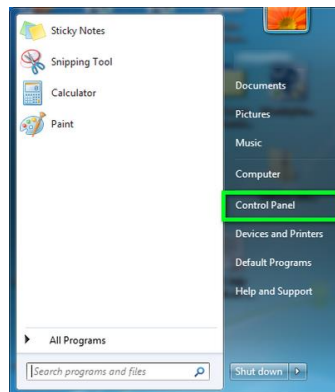 Sticky Notes
Snipping Tool
Calculator
Paint
All Programs
Search programs and files
Documents
Pictures
Music
Computer
Control Panel
Devices and Printers
Default Programs
Help and Support
Shut down